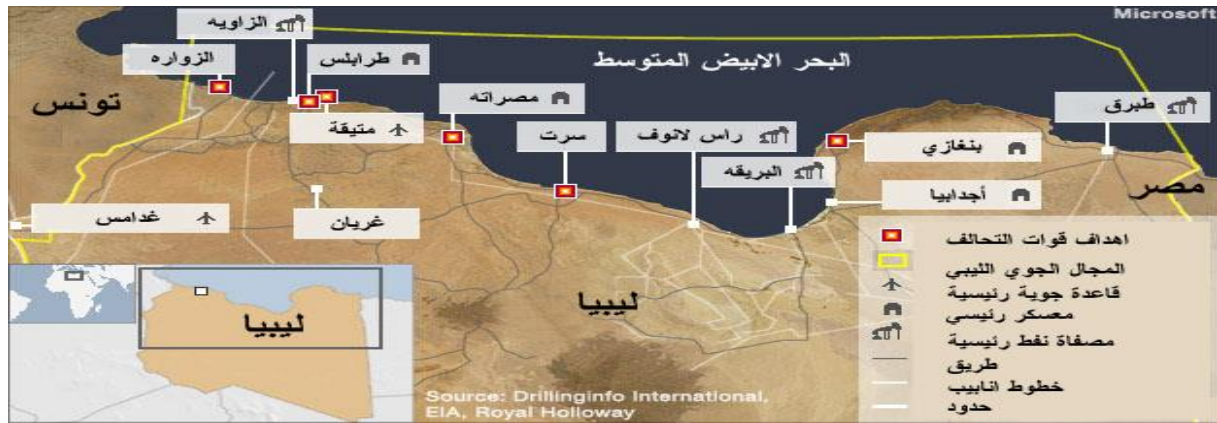 Microsoft
الزاويه
البحر الابيض المتوسط
الزواره
طرابلس
تونس
مصراته
طبرق
متيقة
سرت
راس لانوف
بنغازي
البريقه
مصر
أجدابيا
غدامس
غريان
اهداف قوات التحالف
المجال الجوي الليبي
قاعدة جوية رئيسية
معسكر رئيسي
مصفاة نفط رئيسية
طريق
خطوط انابيب
حدود
ليبيا
ليبيا
Source: Drillinginfo International,
EIA, Royal Holloway